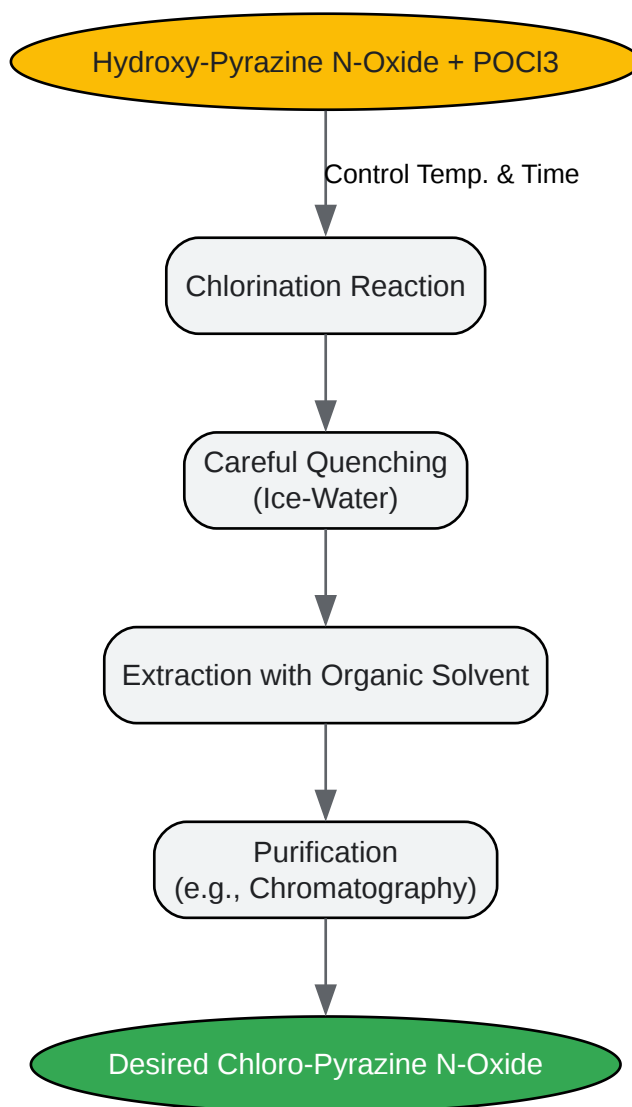 Hydroxy-Pyrazine N-Oxide + POCl3
Control Temp. & Time
Chlorination Reaction
Careful Quenching
(Ice-Water)
Extraction with Organic Solvent
Purification
(e.g., Chromatography)
Desired Chloro-Pyrazine N-Oxide